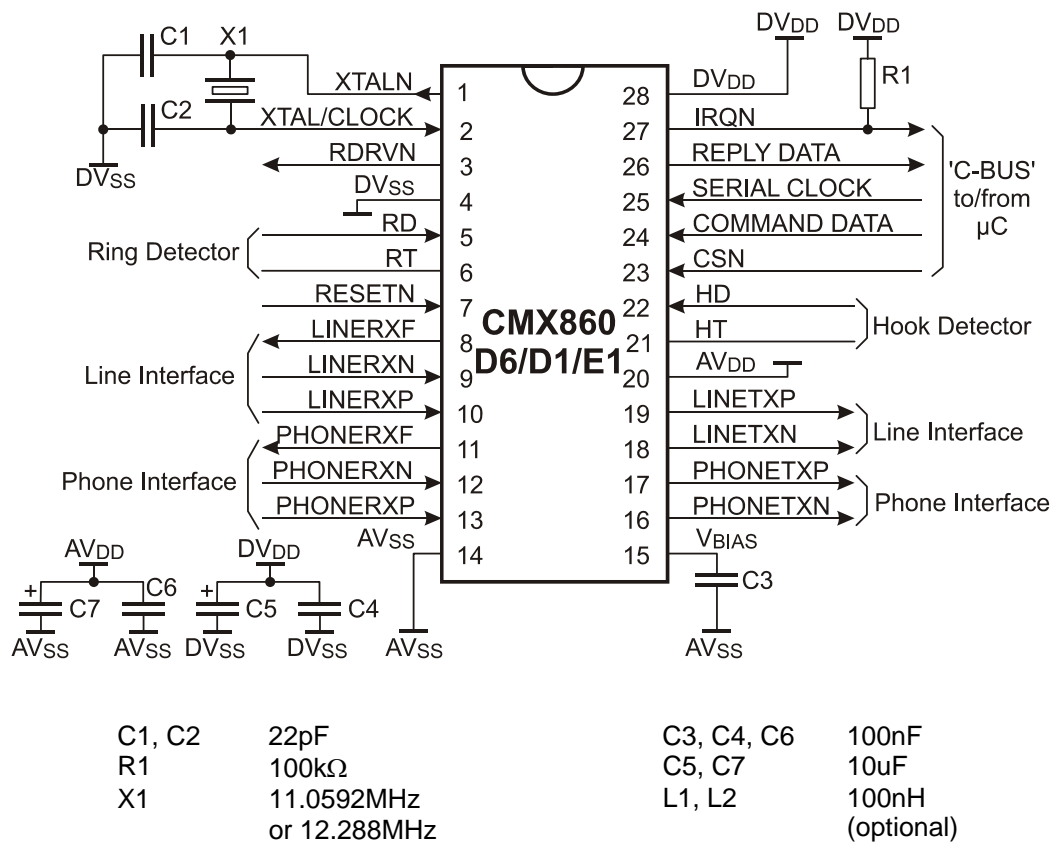 C1 X1 DVDD DVDD
XTALN 1 28 DVDD R1
C2 XTAL/CLOCK 2 27 IRQN
DVSS RDRVN 3 26 REPLY DATA
DVSS 4 25 SERIAL CLOCK
'C-BUS'
to/from
µC
Ring Detector RD 5 24 COMMAND DATA
RT 6 23 CSN
RESETN 7 22 HD
Hook Detector
LINERXF 8 21 HT
CMX860
D6/D1/E1
Line Interface LINERXN 9 20 AVDD
LINERXP 10 19 LINETXP
Line Interface
PHONERXF 11 18 LINETXN
Phone Interface PHONERXN 12 17 PHONETXP
Phone Interface
PHONERXP 13 16 PHONETXN
AVSS 14 15 VBIAS
AVDD DVDD
+ C7 C6 + C5 C4 C3
AVSS AVSS DVSS DVSS AVSS AVSS
C1, C2 22pF C3, C4, C6 100nF
R1 100kΩ C5, C7 10uF
X1 11.0592MHz L1, L2 100nH
or 12.288MHz (optional)